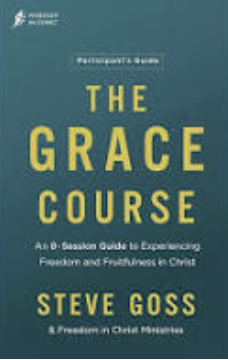 FREEDOM
IN CHRIST
Participant's Guide
THE
GRACE
COURSE
An 8-Session Guide to Experiencing
Freedom and Fruitfulness in Christ
STEVE GOSS
& Freedom in Christ Ministries